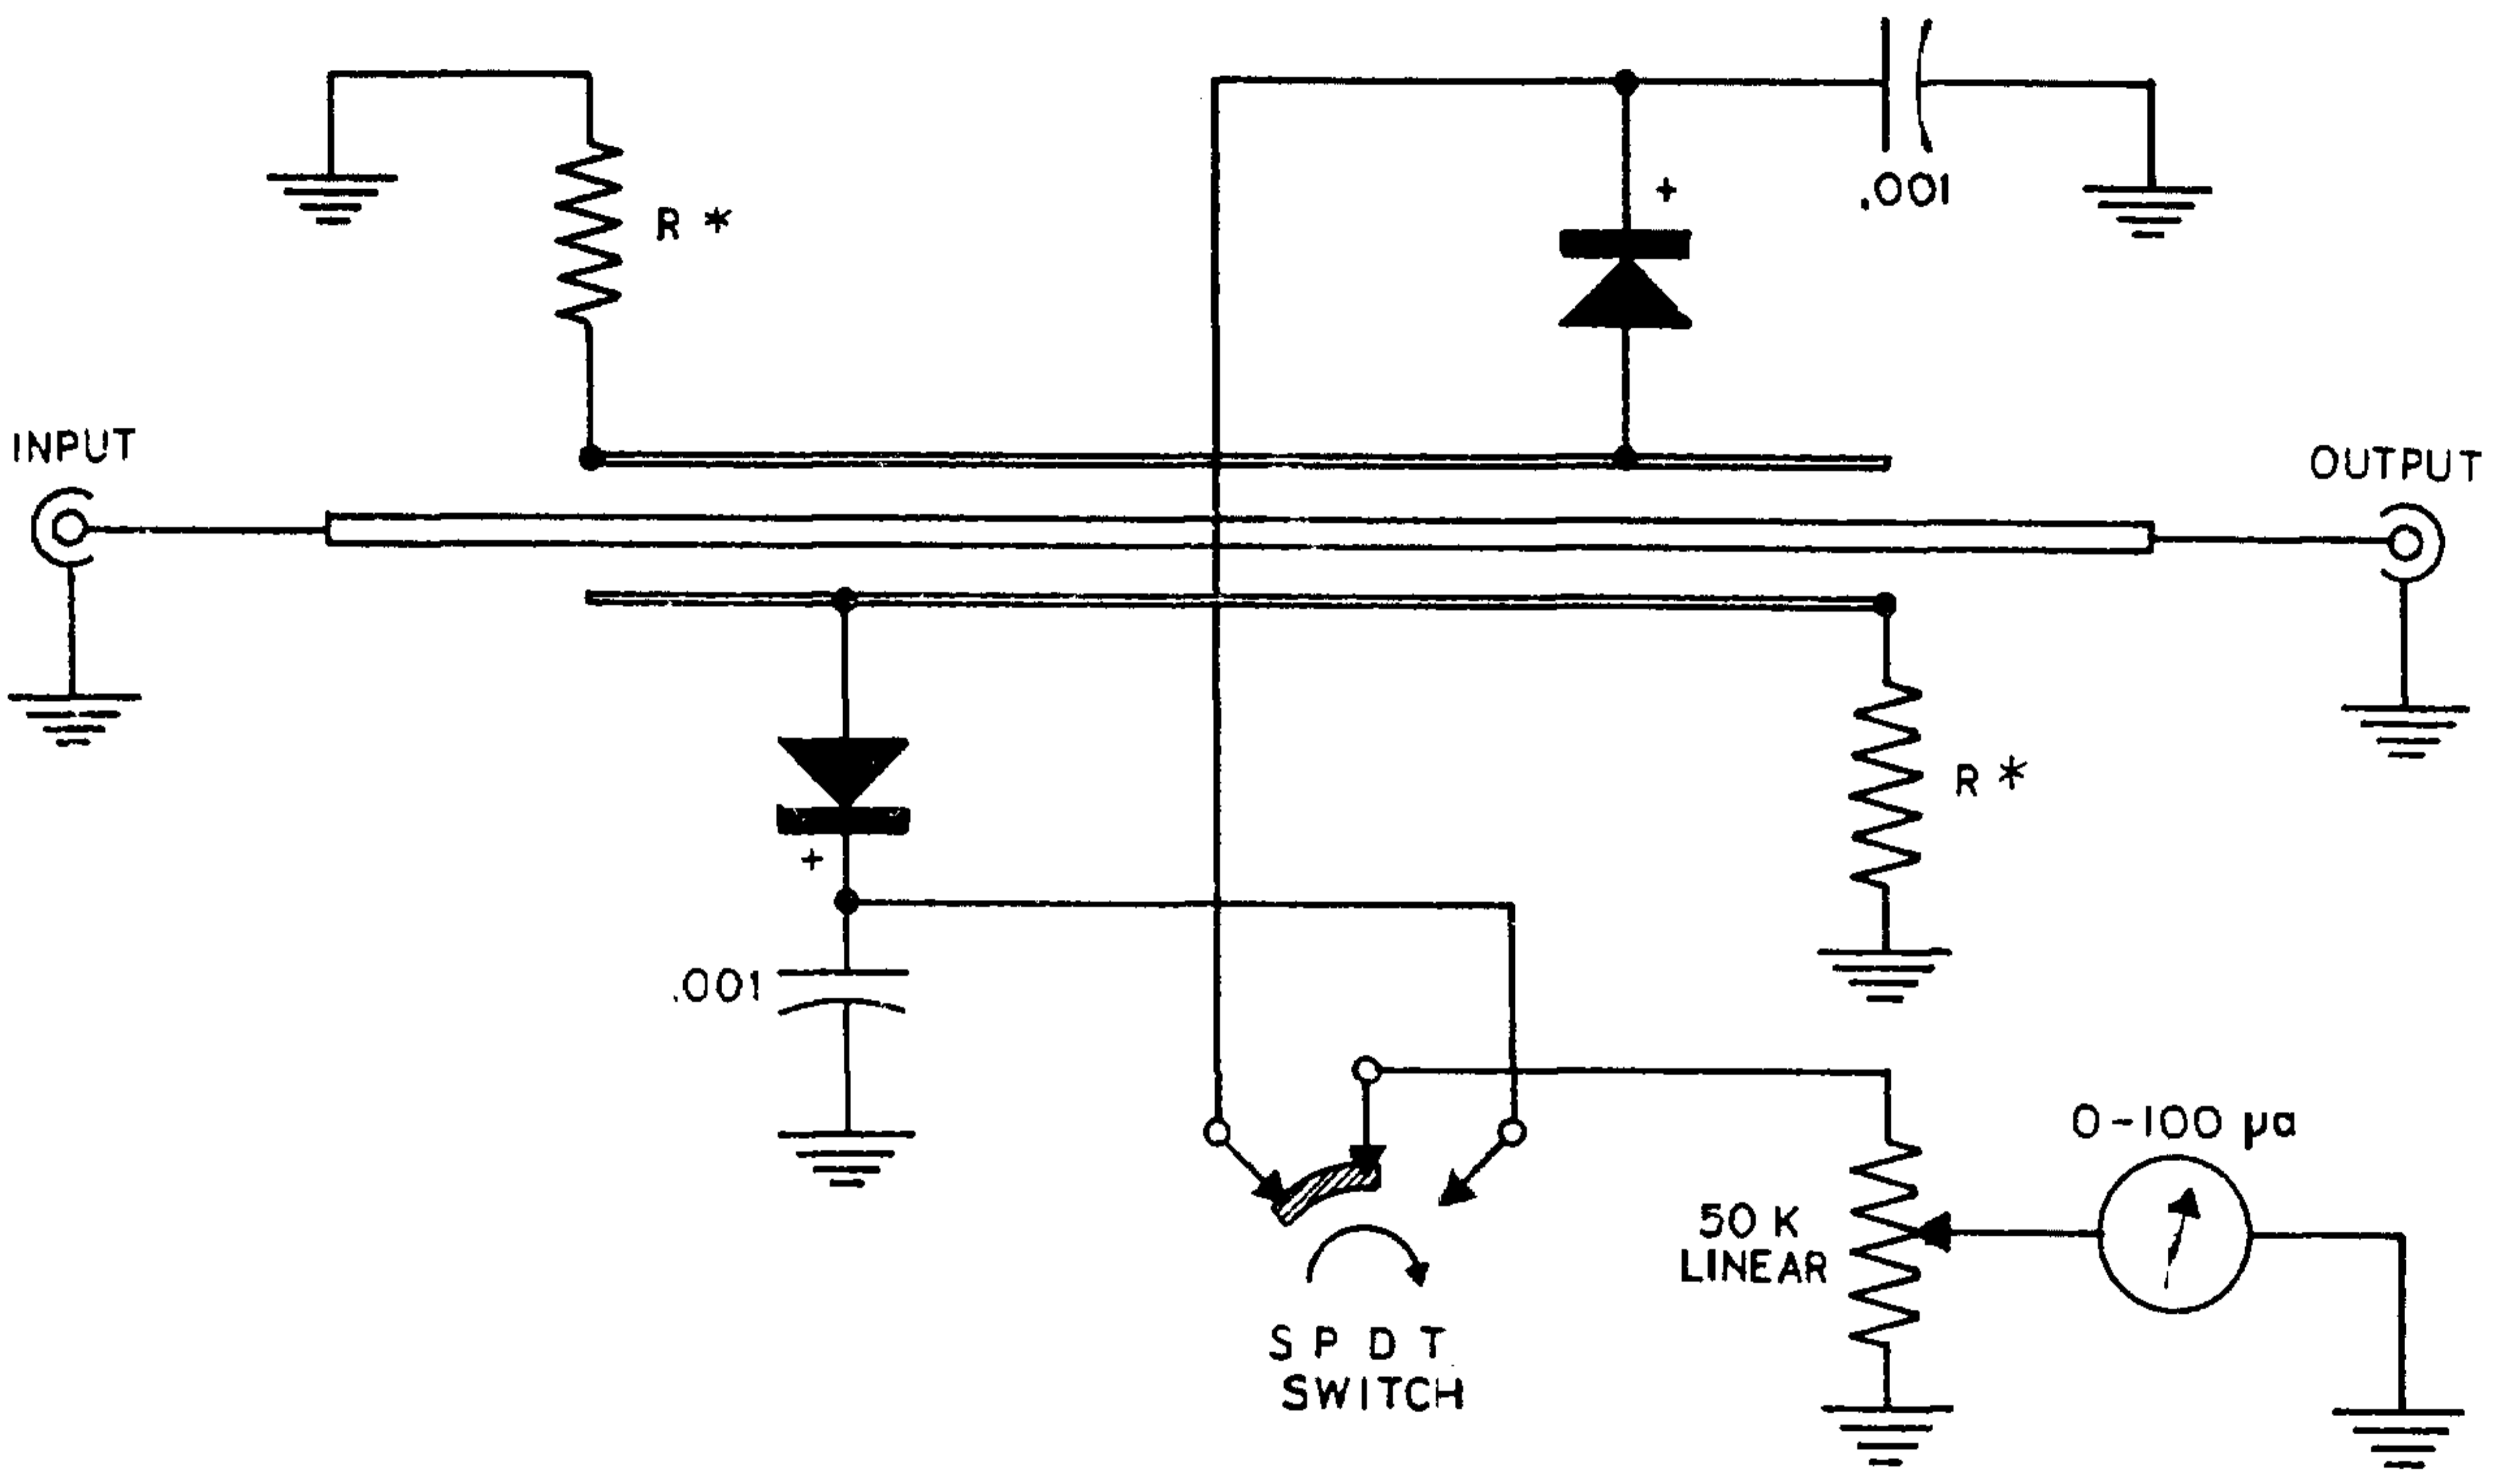 R *
+
.001
INPUT
OUTPUT
R *
+
.001
0-100 µa
50 K
LINEAR
S P D T
SWITCH